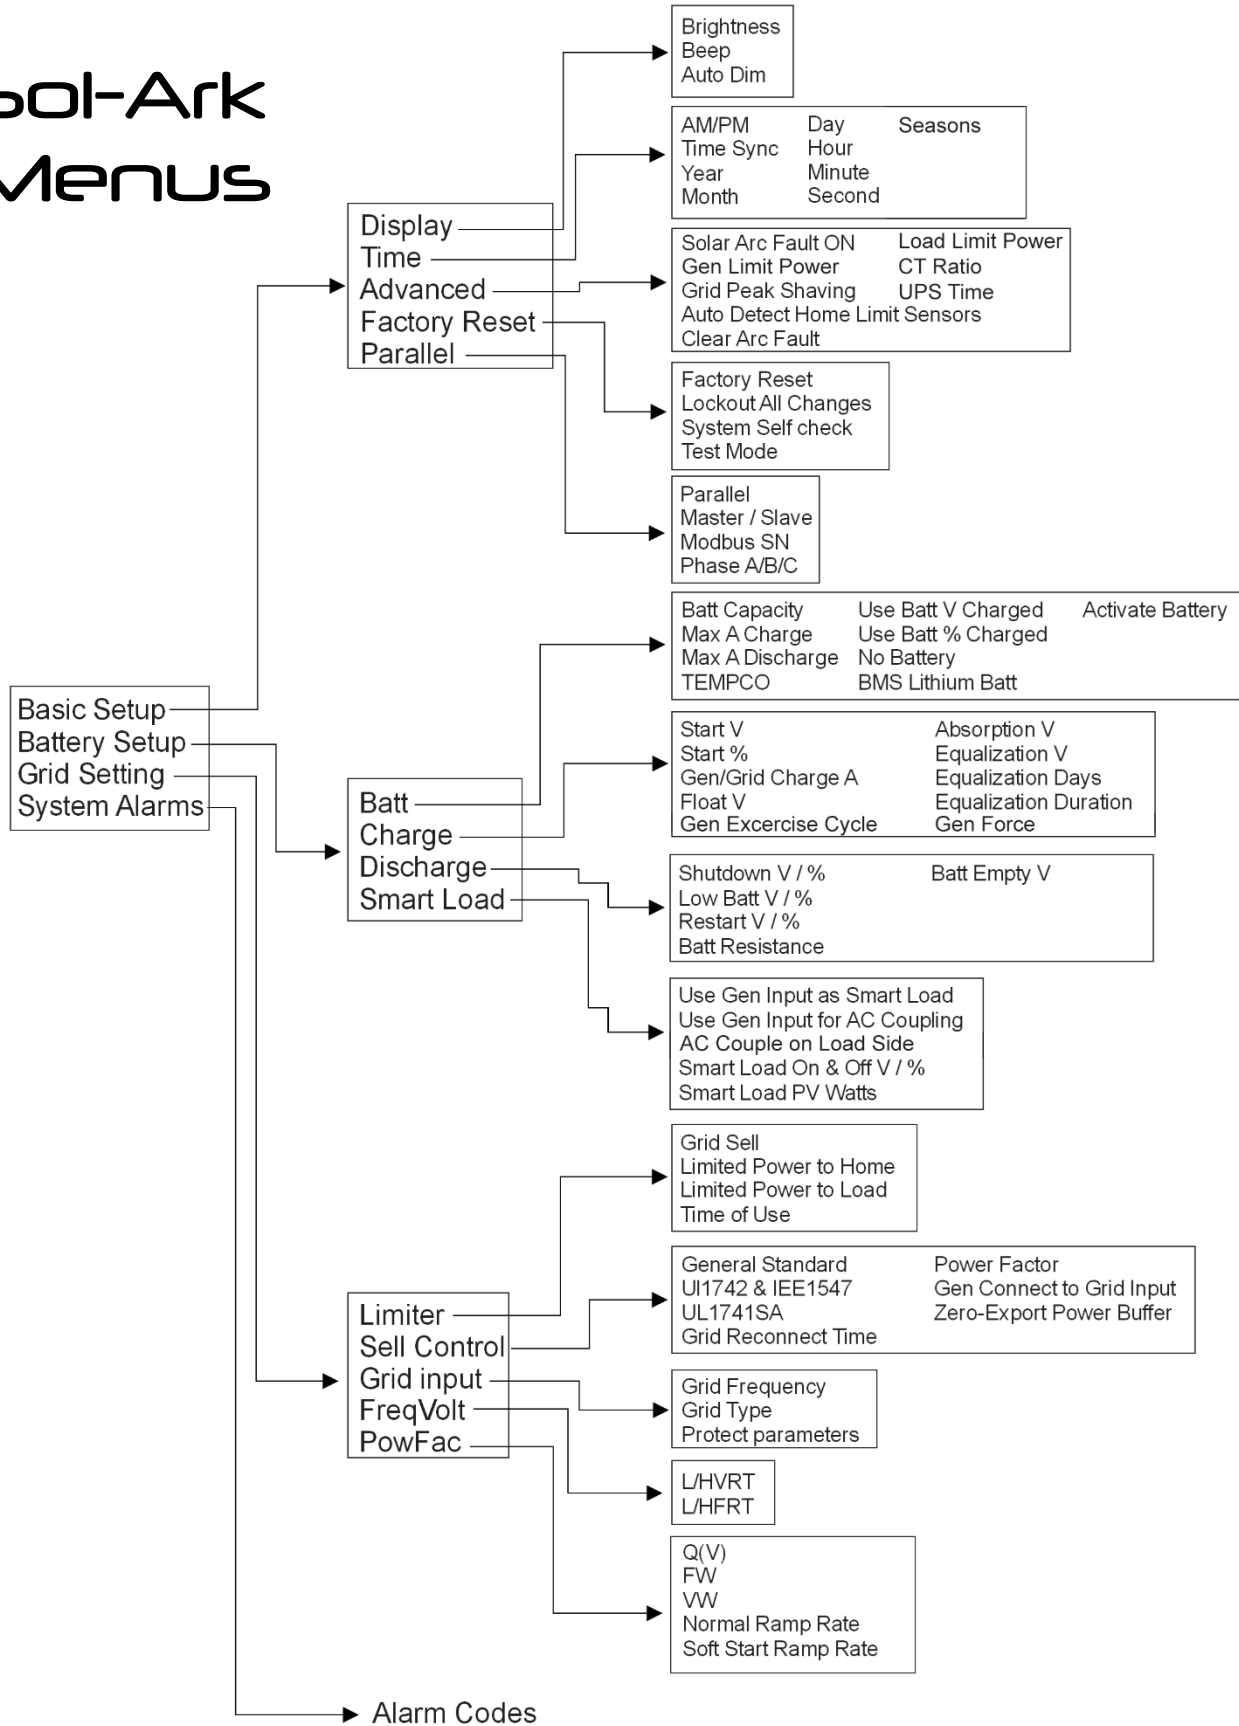 Sol-Ark
Menus
Brightness
Beep
Auto Dim
AM/PM Day Seasons
Time Sync Hour
Year Minute
Month Second
Display
Time
Advanced
Factory Reset
Parallel
Solar Arc Fault ON Load Limit Power
Gen Limit Power CT Ratio
Grid Peak Shaving UPS Time
Auto Detect Home Limit Sensors
Clear Arc Fault
Factory Reset
Lockout All Changes
System Self check
Test Mode
Parallel
Master / Slave
Modbus SN
Phase A/B/C
Basic Setup
Battery Setup
Grid Setting
System Alarms
Batt Capacity Use Batt V Charged Activate Battery
Max A Charge Use Batt % Charged
Max A Discharge No Battery
TEMPCO BMS Lithium Batt
Batt
Charge
Discharge
Smart Load
Start V Absorption V
Start % Equalization V
Gen/Grid Charge A Equalization Days
Float V Equalization Duration
Gen Excercise Cycle Gen Force
Shutdown V / % Batt Empty V
Low Batt V / %
Restart V / %
Batt Resistance
Use Gen Input as Smart Load
Use Gen Input for AC Coupling
AC Couple on Load Side
Smart Load On & Off V / %
Smart Load PV Watts
Grid Sell
Limited Power to Home
Limited Power to Load
Time of Use
Limiter
Sell Control
Grid input
FreqVolt
PowFac
General Standard Power Factor
UI1742 & IEE1547 Gen Connect to Grid Input
UL1741SA Zero-Export Power Buffer
Grid Reconnect Time
Grid Frequency
Grid Type
Protect parameters
L/HVRT
L/HFRT
Q(V)
FW
VW
Normal Ramp Rate
Soft Start Ramp Rate
Alarm Codes